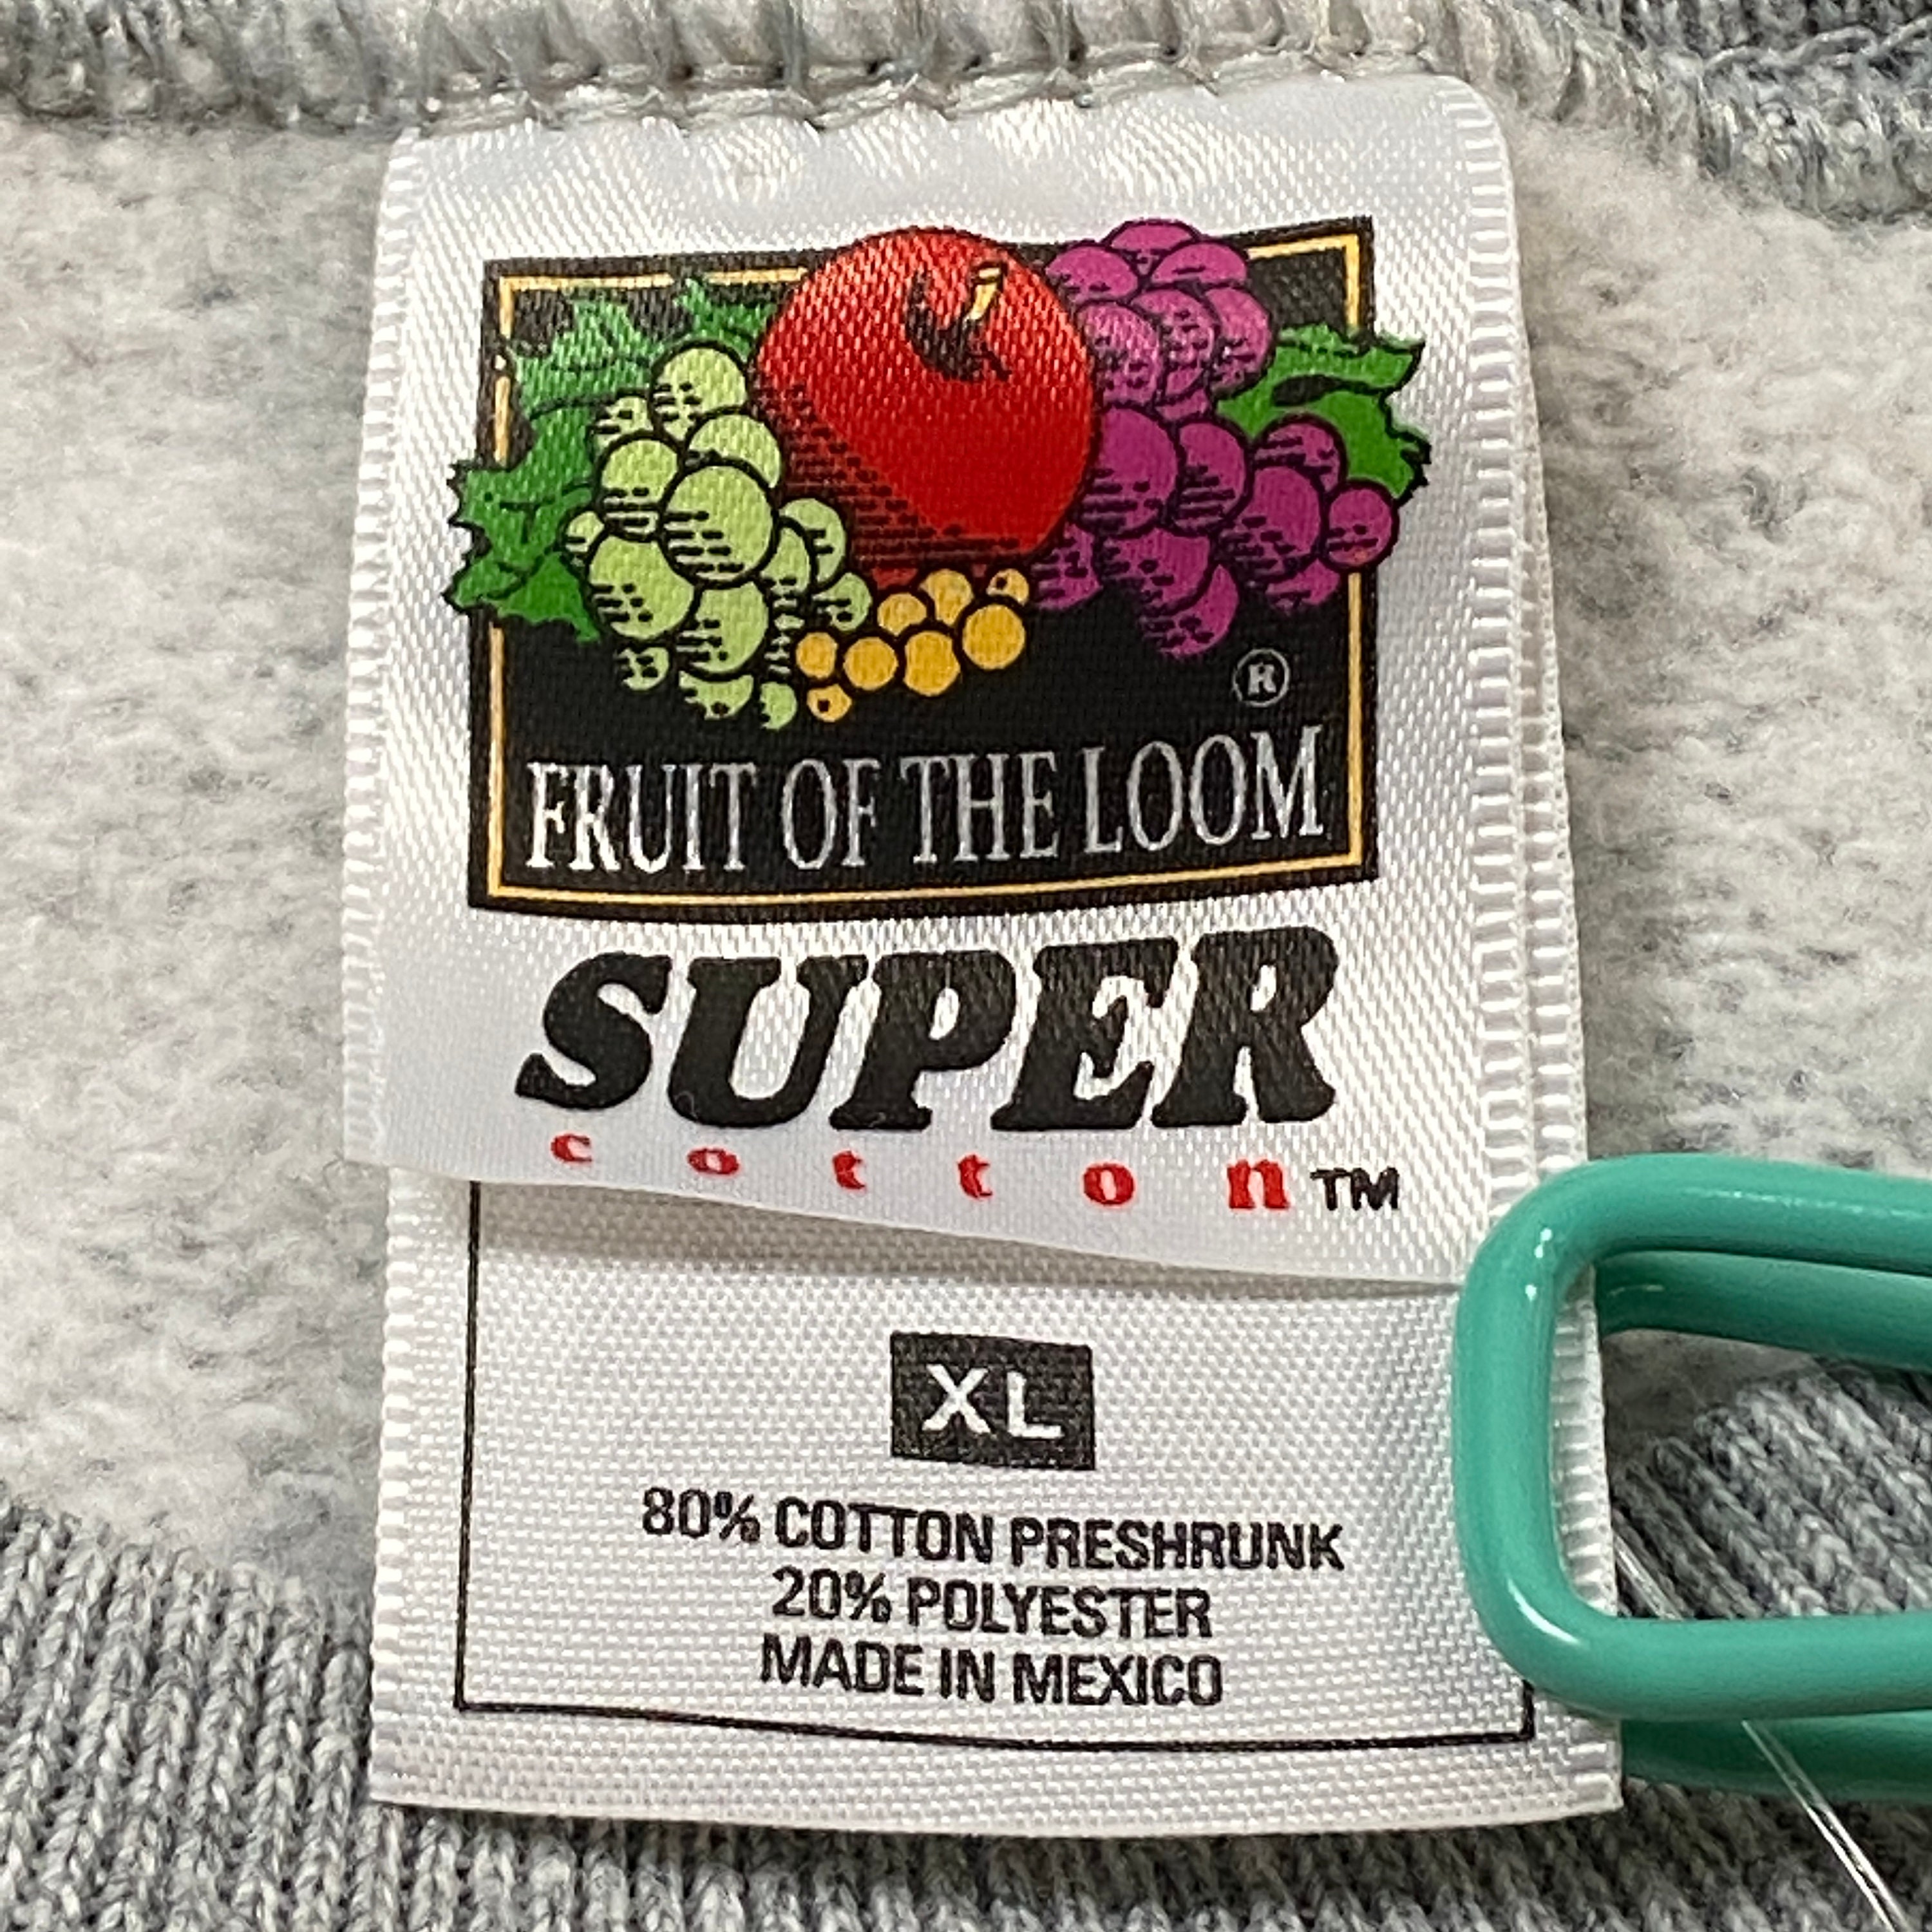 ®
FRUIT OF THE LOOM
SUPER
cotton™
XL
80% COTTON PRESHRUNK
20% POLYESTER
MADE IN MEXICO